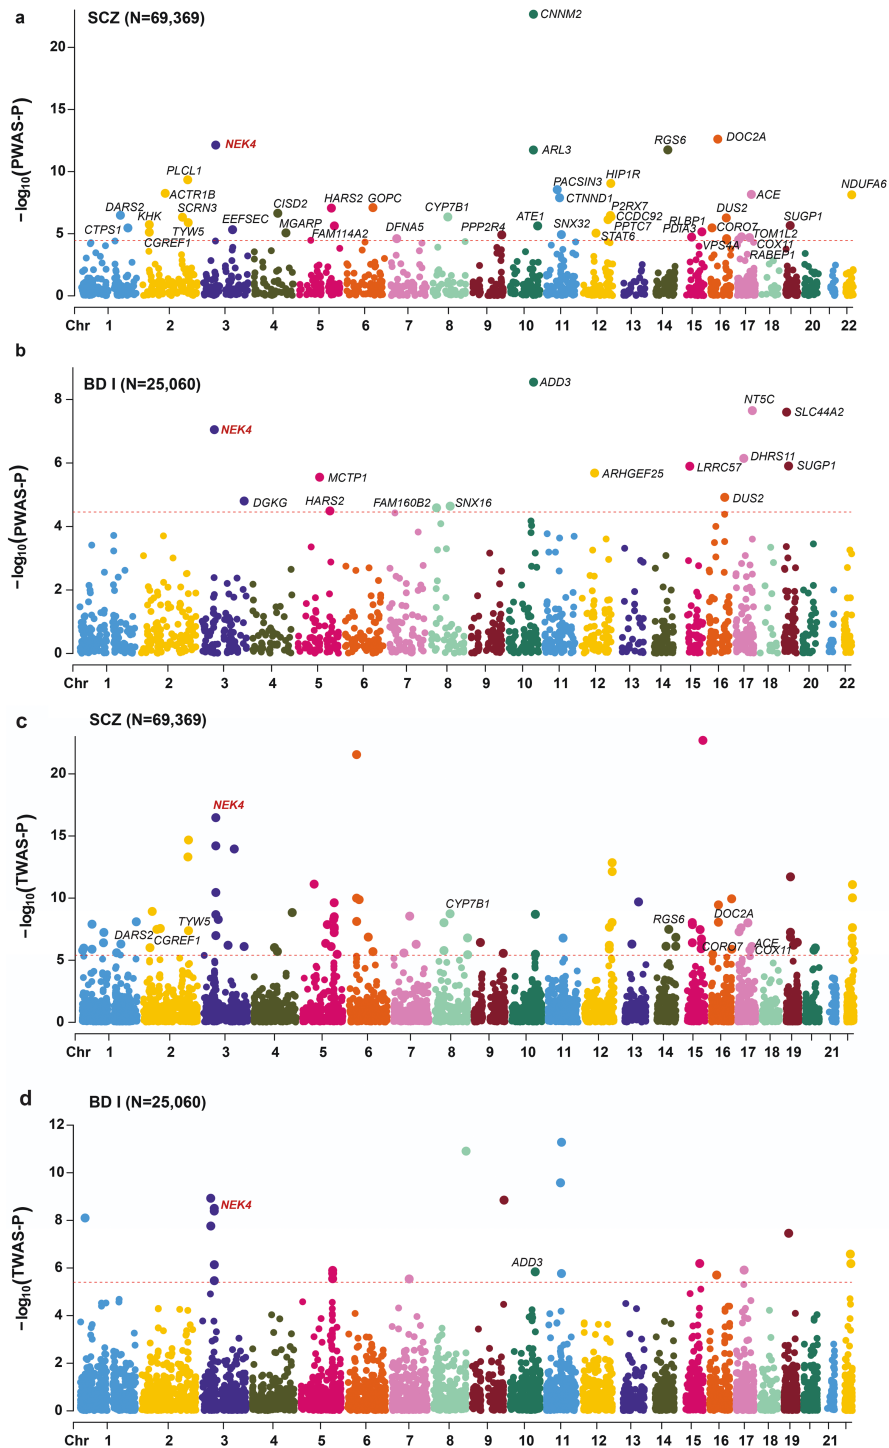 a
SCZ (N=69,369)
CNNM2
NEK4
ARL3
RGS6
DOC2A
PLCL1
HIP1R
PACSIN3
NDUFA6
ACTR1B
CTNND1
ACE
DARS2
SCRN3
CISD2
HARS2
GOPC
CYP7B1
P2RX7
DUS2
KHK
EEFSEC
MGARP
ATE1
CCDC92
RLBP1
SUGP1
CTPS1
TYW5
FAM114A2
DFNA5
PPP2R4
SNX32
PPTC7
PDIA3
CORO7
TOM1L2
CGREF1
STAT6
VPS4A
COX11
RABEP1
−log10(PWAS-P)
20
15
10
5
0
Chr 1 2 3 4 5 6 7 8 9 10 11 12 13 14 15 16 17 18 19 20 22
b
BD I (N=25,060)
ADD3
NT5C
SLC44A2
NEK4
DHRS11
LRRC57
SUGP1
MCTP1
ARHGEF25
DGKG
HARS2
FAM160B2
SNX16
DUS2
−log10(PWAS-P)
8
6
4
2
0
Chr 1 2 3 4 5 6 7 8 9 10 11 12 13 14 15 16 17 18 19 20 22
c
SCZ (N=69,369)
NEK4
CYP7B1
TYW5
RGS6
DOC2A
DARS2
CGREF1
CORO7
ACE
COX11
−log10(TWAS-P)
20
15
10
5
0
Chr 1 2 3 4 5 6 7 8 9 10 11 12 13 14 15 16 17 18 19 21
d
BD I (N=25,060)
NEK4
ADD3
−log10(TWAS-P)
12
10
8
6
4
2
0
Chr 1 2 3 4 5 6 7 8 9 10 11 12 13 14 15 16 17 18 19 21